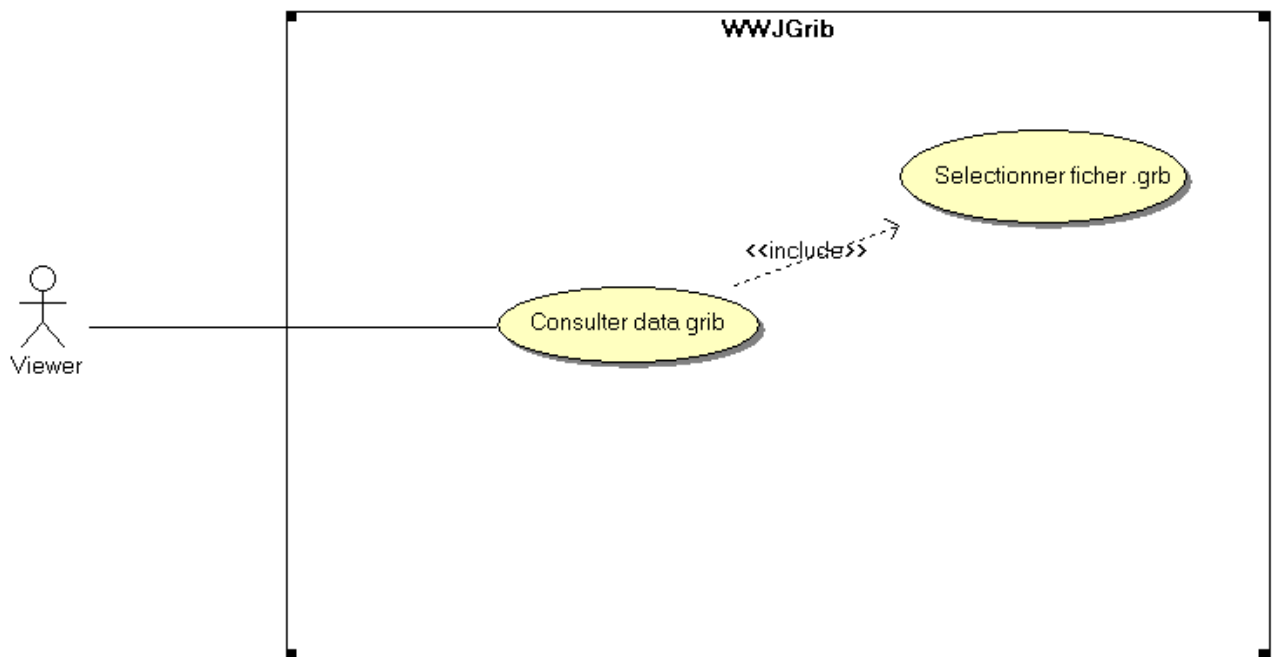 WWJGrib
Selectionner ficher .grb
<<include>>
Consulter data grib
Viewer